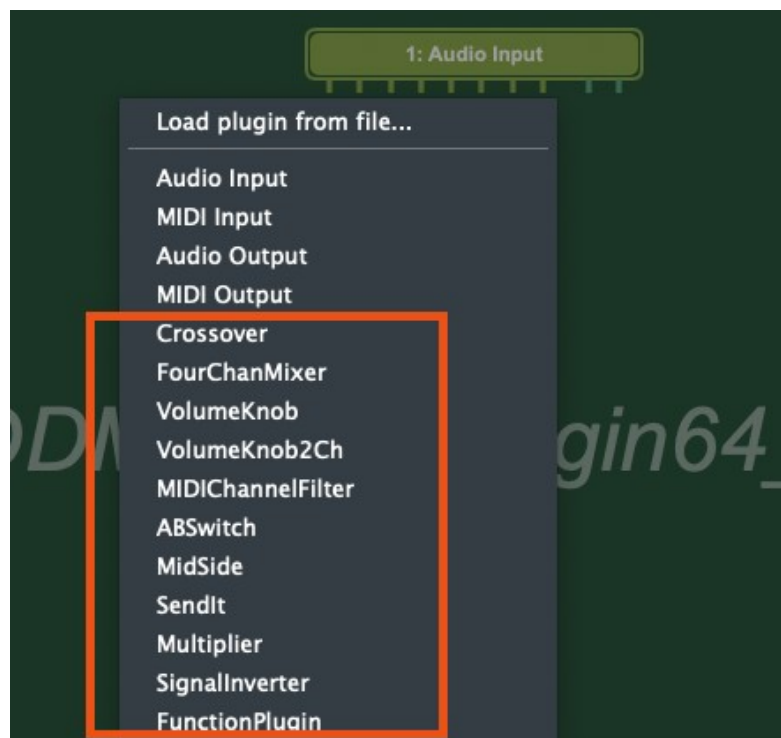 1: Audio Input
Load plugin from file...
Audio Input
MIDI Input
Audio Output
MIDI Output
Crossover
FourChanMixer
VolumeKnob
VolumeKnob2Ch
MIDIChannelFilter
ABSwitch
MidSide
SendIt
Multiplier
SignalInverter
FunctionPlugin
gin64_